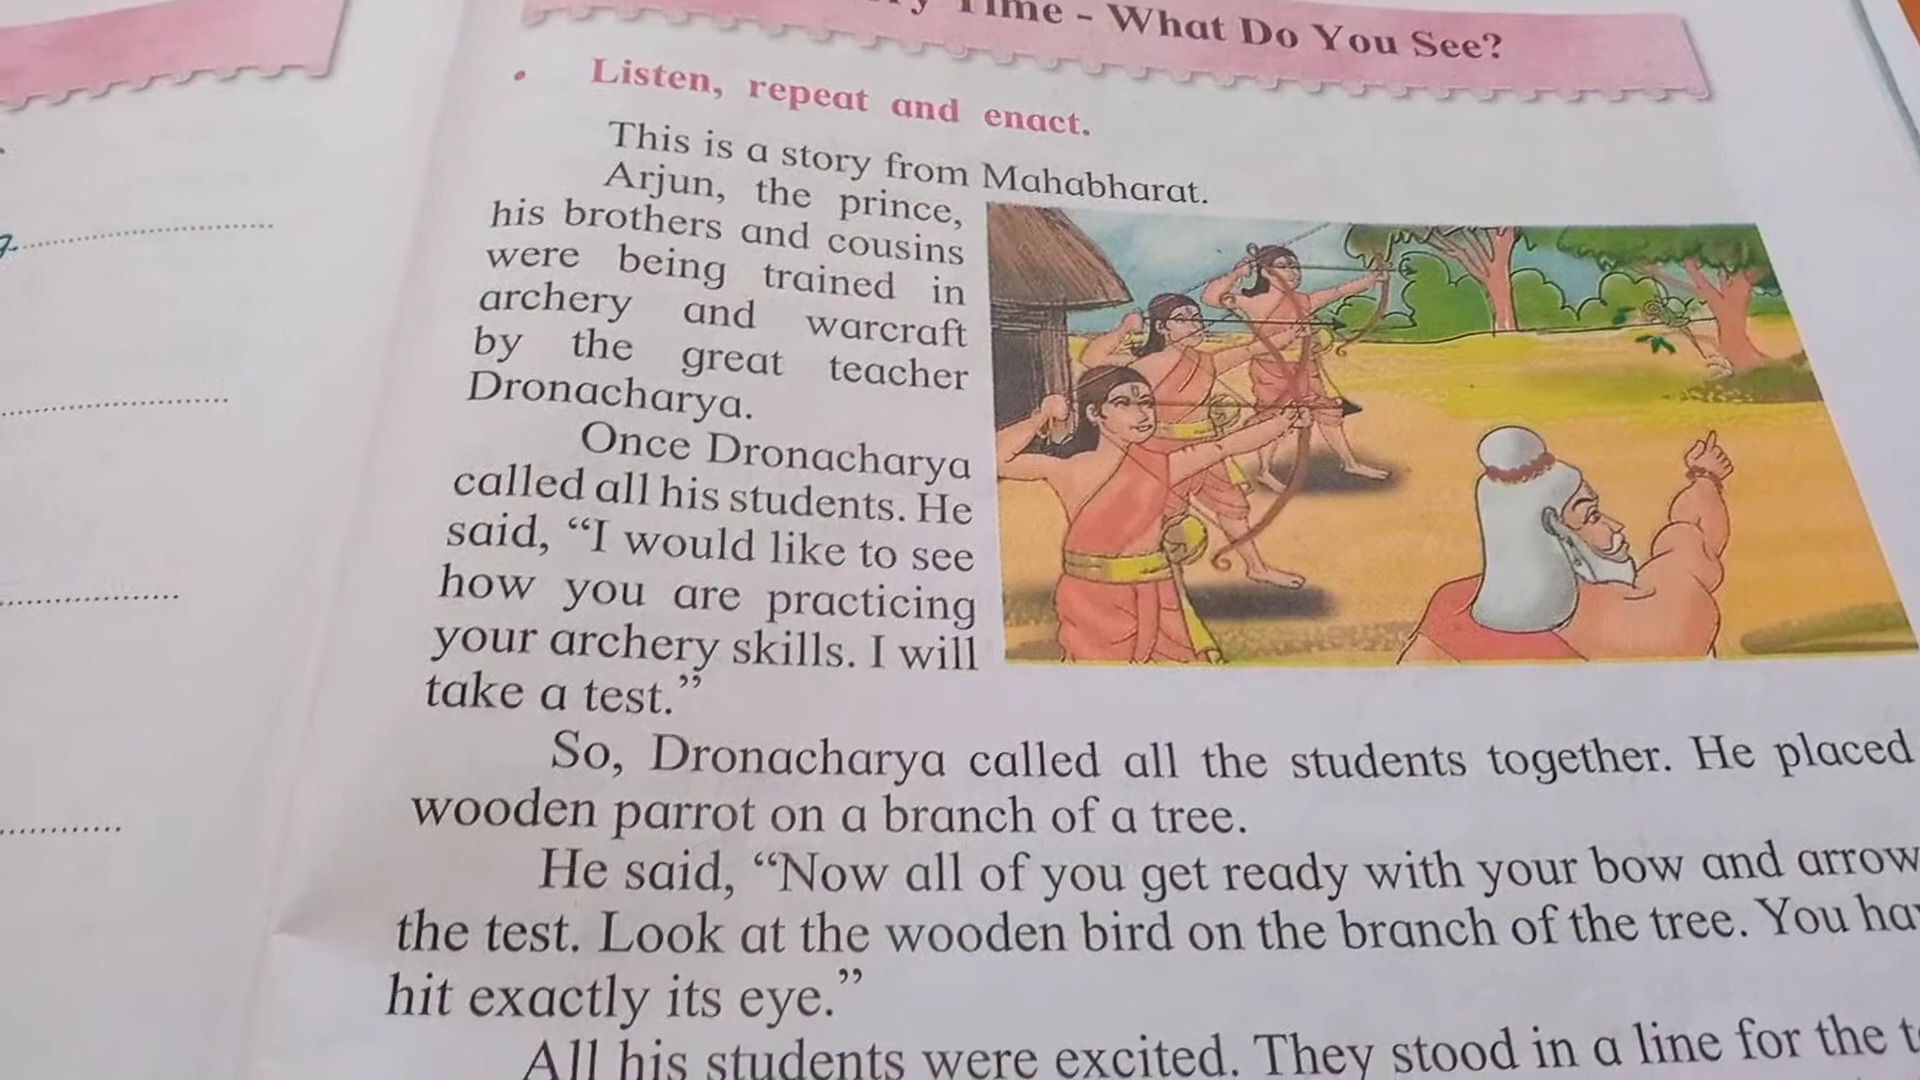 Time - What Do You See?
• Listen, repeat and enact.
This is a story from Mahabharat.
Arjun, the prince,
his brothers and cousins
were being trained in
archery and warcraft
by the great teacher
Dronacharya.
Once Dronacharya
called all his students. He
said, “I would like to see
how you are practicing
your archery skills. I will
take a test.”
So, Dronacharya called all the students together. He placed
wooden parrot on a branch of a tree.
He said, “Now all of you get ready with your bow and arrow
the test. Look at the wooden bird on the branch of the tree. You
hit exactly its eye.”
All his students were excited. They stood in a line for the